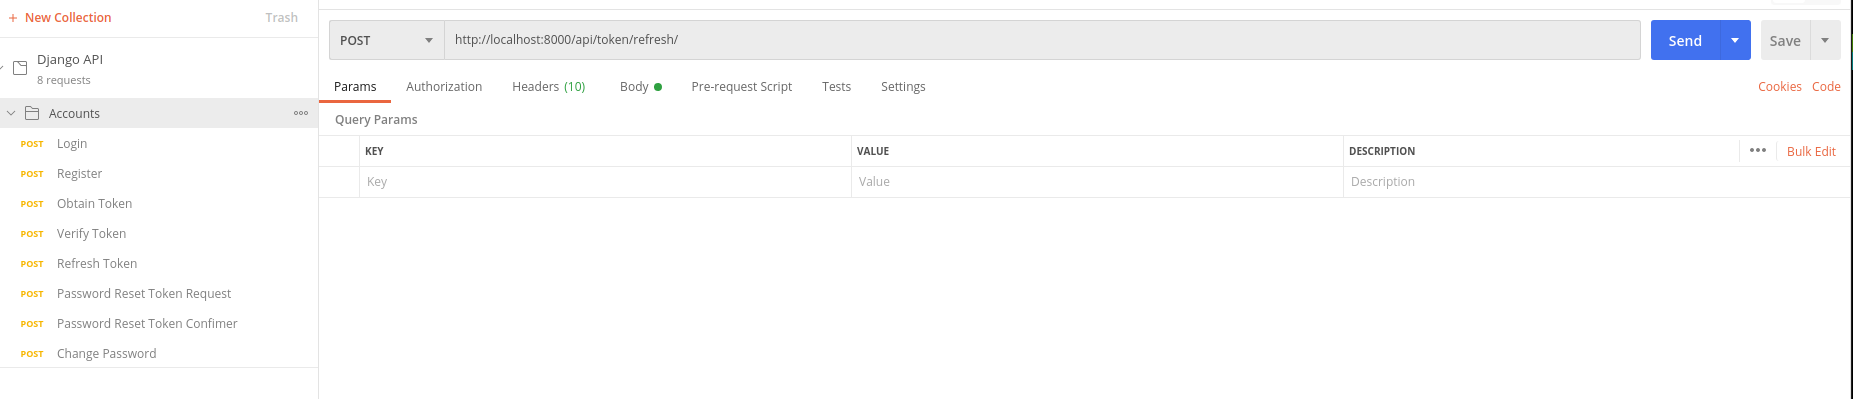 + New Collection
Trash
Django API
8 requests
Accounts
POST Login
POST Register
POST Obtain Token
POST Verify Token
POST Refresh Token
POST Password Reset Token Request
POST Password Reset Token Confimer
POST Change Password
POST
http://localhost:8000/api/token/refresh/
Send
Save
Params Authorization Headers (10) Body Pre-request Script Tests Settings
Cookies Code
Query Params
KEY VALUE DESCRIPTION
Bulk Edit
Key Value Description